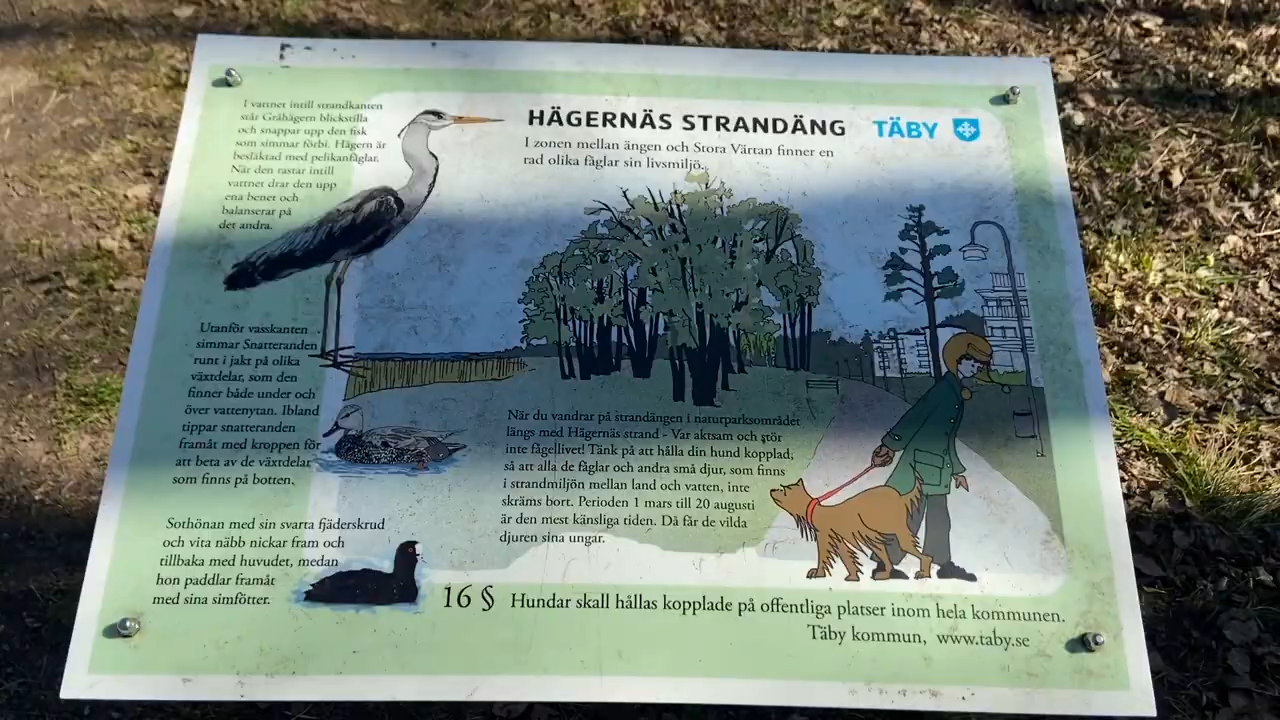 HÄGERNÄS STRANDÄNG
TÄBY
I zonen mellan ängen och Stora Värtan finner en
rad olika fåglar sin livsmiljö.
I vattnet intill strandkanten
står Gråhägern blickstilla
och snappar upp den fisk
som simmar förbi. Hägern är
besläktad med pelikanfåglar.
När den rastar intill
vattnet drar den upp
ena benet och
balanserar på
det andra.
Utanför vasskanten
simmar Snatteranden
runt i jakt på olika
växtdelar, som den
finner både under och
över vattenytan. Ibland
tippar snatteranden
framåt med kroppen för
att beta av de växtdelar
som finns på botten.
Sothönan med sin svarta fjäderskrud
och vita näbb nickar fram och
tillbaka med huvudet, medan
hon paddlar framåt
med sina simfötter.
När du vandrar på strandängen i naturparksområdet
längs med Hägernäs strand - Var aktsam och stör
inte fågellivet! Tänk på att hålla din hund kopplad,
så att alla de fåglar och andra små djur, som finns
i strandmiljön mellan land och vatten, inte
skräms bort. Perioden 1 mars till 20 augusti
är den mest känsliga tiden. Då får de vilda
djuren sina ungar.
16 § Hundar skall hållas kopplade på offentliga platser inom hela kommunen.
Täby kommun, www.taby.se